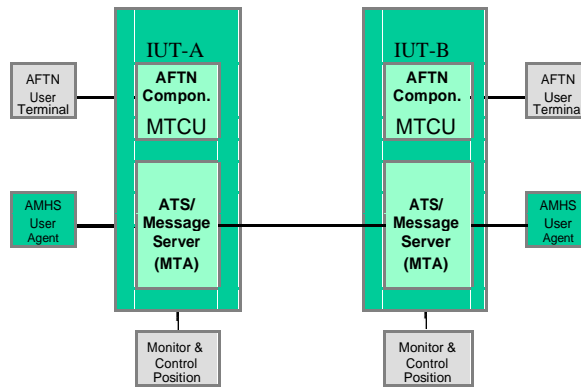 IUT-A
AFTN
Compon.
MTCU
ATS/
Message
Server
(MTA)
AFTN
User
Terminal
AMHS
User
Agent
Monitor &
Control
Position
IUT-B
AFTN
Compon.
MTCU
ATS/
Message
Server
(MTA)
AFTN
User
Termina
AMHS
User
Agent
Monitor &
Control
Position